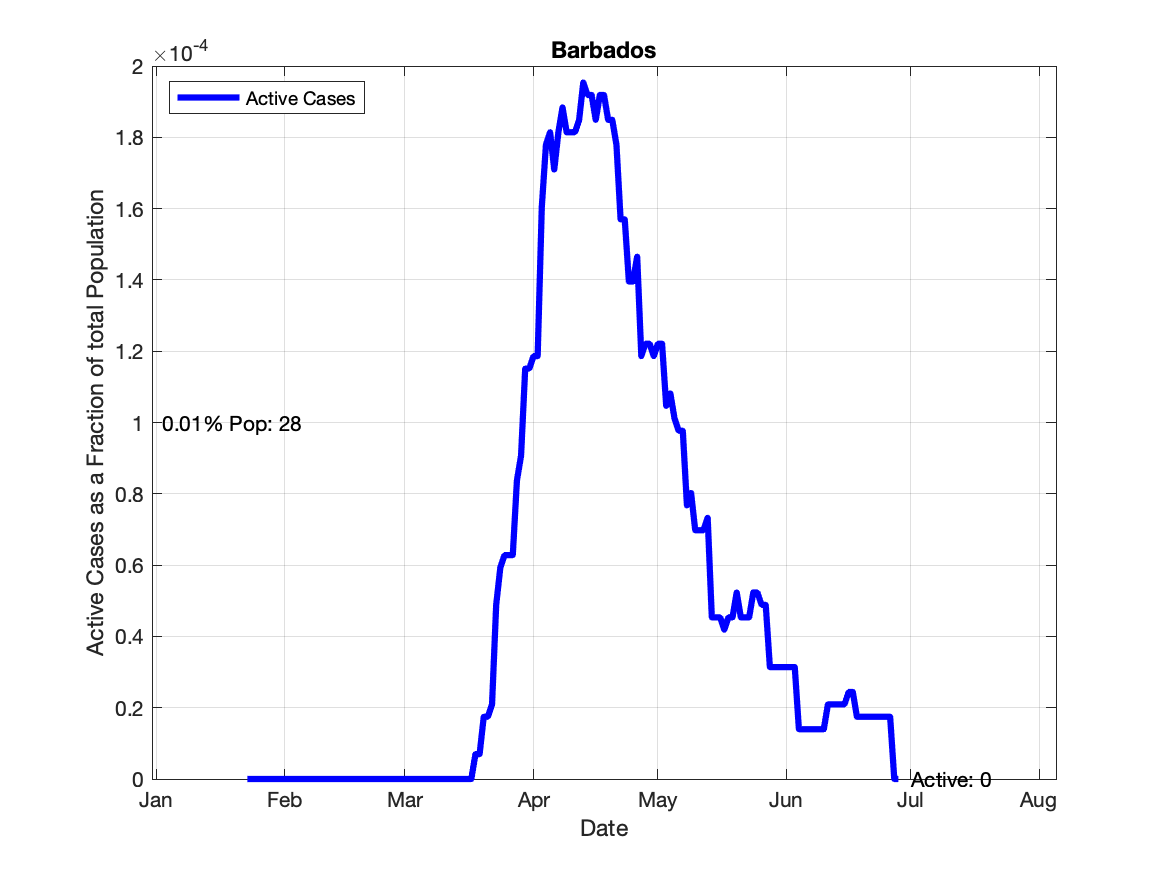 Barbados
×10⁻⁴
2
1.8
1.6
1.4
1.2
1
0.8
0.6
0.4
0.2
0
Active Cases as a Fraction of total Population
Active Cases
0.01% Pop: 28
Active: 0
Jan Feb Mar Apr May Jun Jul Aug
Date